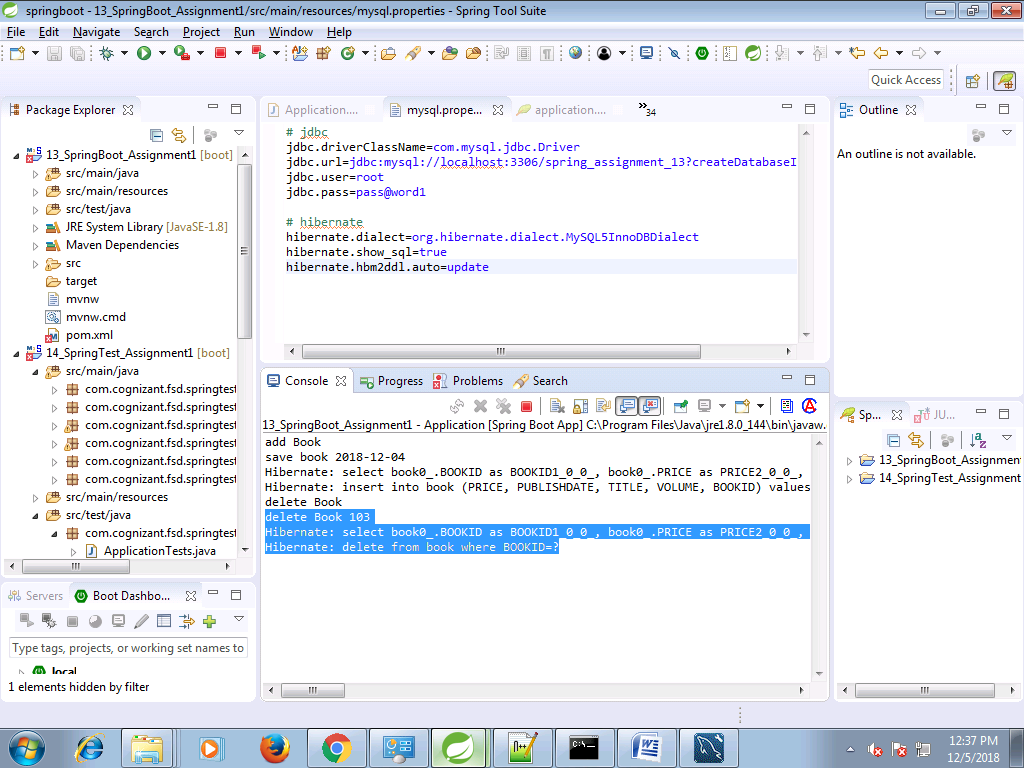 springboot - 13_SpringBoot_Assignment1/src/main/resources/mysql.properties - Spring Tool Suite
File Edit Navigate Search Project Run Window Help
Quick Access
Package Explorer
13_SpringBoot_Assignment1 [boot]
src/main/java
src/main/resources
src/test/java
JRE System Library [JavaSE-1.8]
Maven Dependencies
src
target
mvnw
mvnw.cmd
pom.xml
14_SpringTest_Assignment1 [boot]
src/main/java
com.cognizant.fsd.springtest
com.cognizant.fsd.springtest
com.cognizant.fsd.springtest
com.cognizant.fsd.springtest
com.cognizant.fsd.springtest
com.cognizant.fsd.springtest
src/main/resources
src/test/java
com.cognizant.fsd.springtest
ApplicationTests.java
Servers Boot Dashbo...
Type tags, projects, or working set names to
local
1 elements hidden by filter
Application.... mysql.prope... application.... 34
# jdbc
jdbc.driverClassName=com.mysql.jdbc.Driver
jdbc.url=jdbc:mysql://localhost:3306/spring_assignment_13?createDatabaseI
jdbc.user=root
jdbc.pass=pass@word1
# hibernate
hibernate.dialect=org.hibernate.dialect.MySQL5InnoDBDialect
hibernate.show_sql=true
hibernate.hbm2ddl.auto=update
Console Progress Problems Search
13_SpringBoot_Assignment1 - Application [Spring Boot App] C:\Program Files\Java\jre1.8.0_144\bin\javaw.
add Book
save book 2018-12-04
Hibernate: select book0_.BOOKID as BOOKID1_0_0_, book0_.PRICE as PRICE2_0_0_,
Hibernate: insert into book (PRICE, PUBLISHDATE, TITLE, VOLUME, BOOKID) values
delete Book
delete Book 103
Hibernate: select book0_.BOOKID as BOOKID1_0_0_, book0_.PRICE as PRICE2_0_0_,
Hibernate: delete from book where BOOKID=?
Outline
An outline is not available.
Sp... JU...
13_SpringBoot_Assignment
14_SpringTest_Assignment1
12:37 PM
12/5/2018